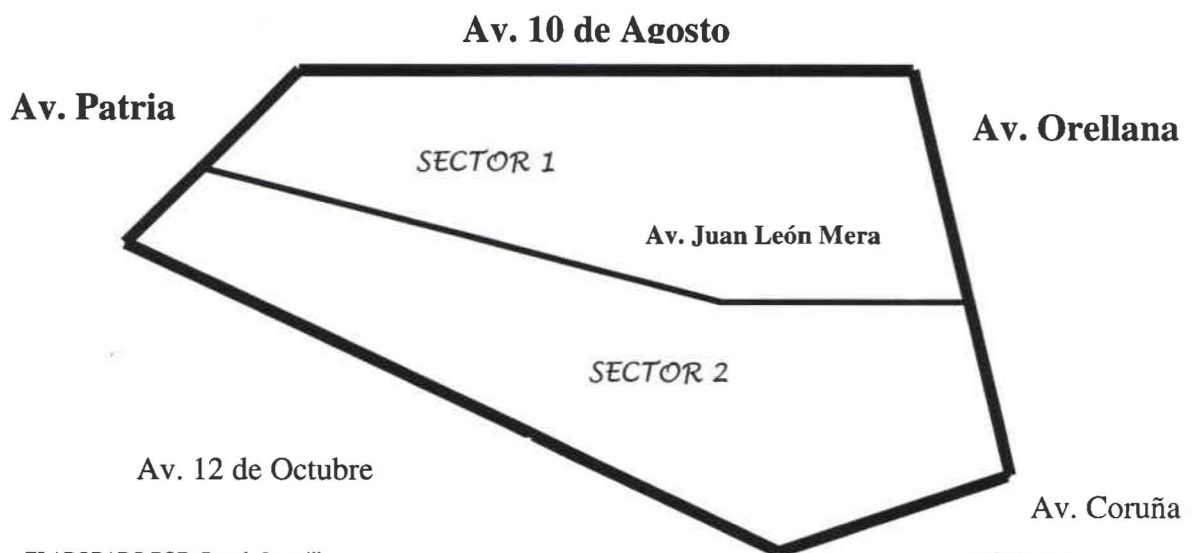 Av. 10 de Agosto
Av. Patria
Av. Orellana
SECTOR 1
Av. Juan León Mera
SECTOR 2
Av. 12 de Octubre
Av. Coruña